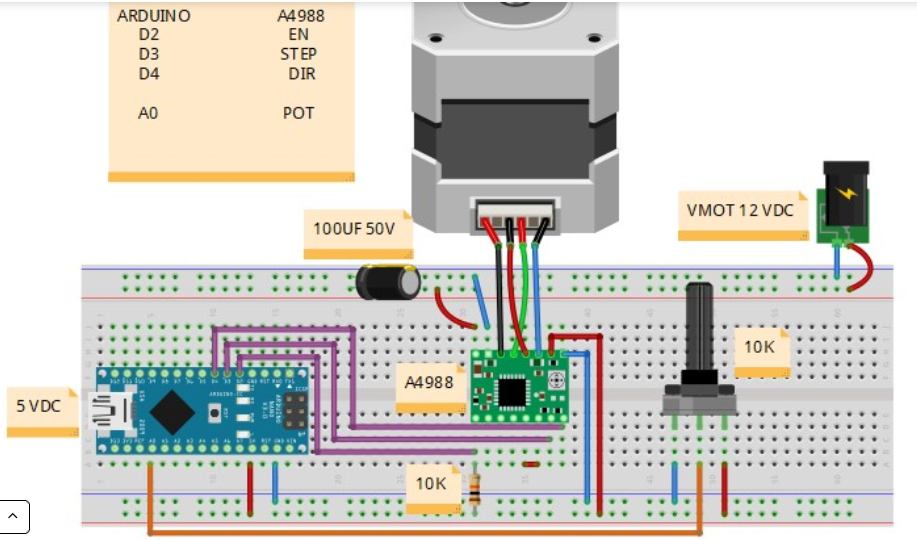 ARDUINO A4988
D2 EN
D3 STEP
D4 DIR
A0 POT
100UF 50V
VMOT 12 VDC
10K
A4988
5 VDC
10K